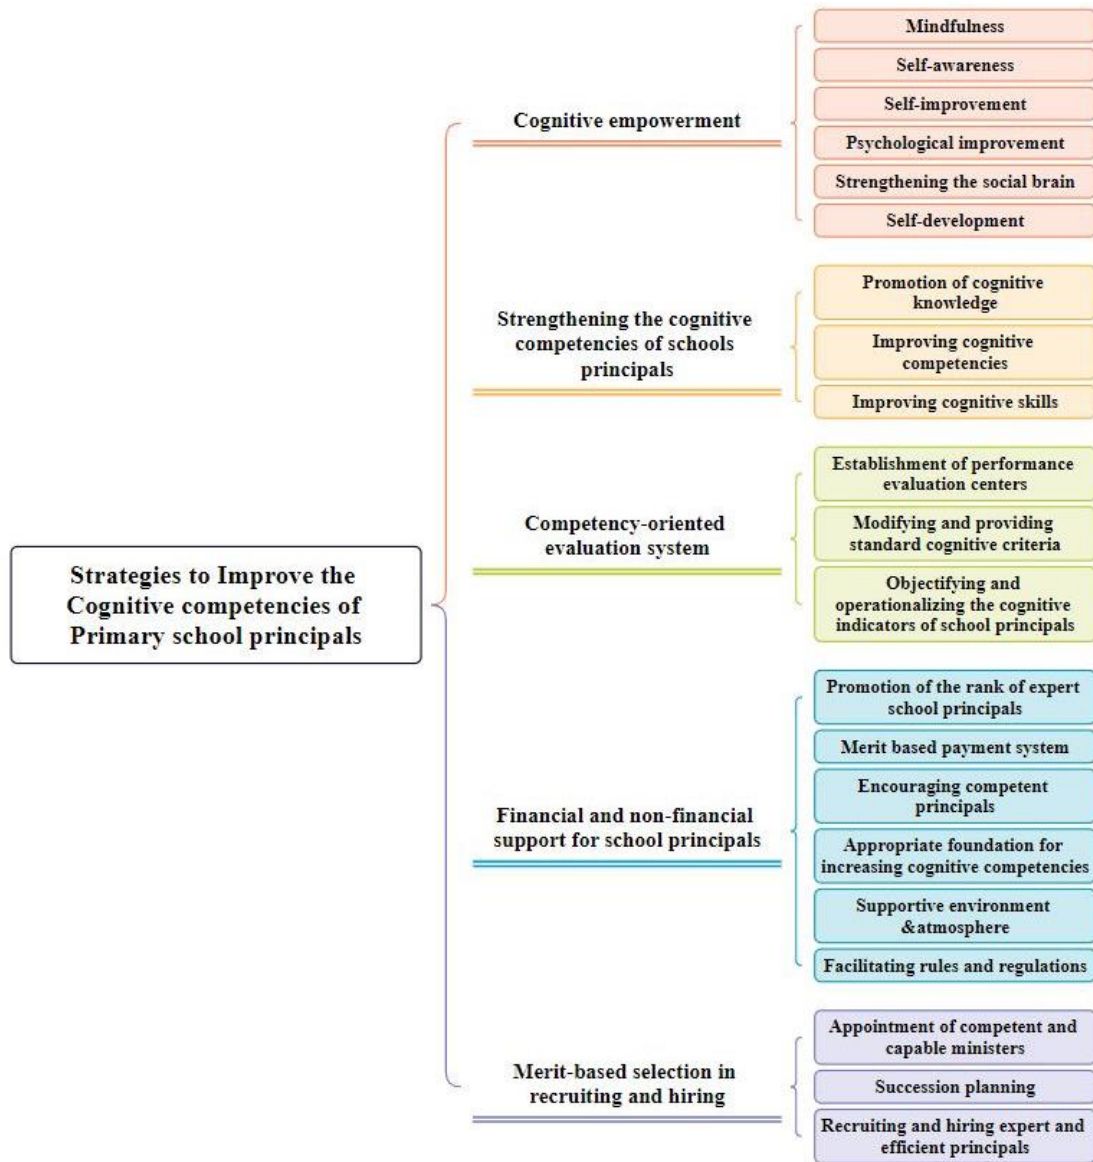 Strategies to Improve the
Cognitive competencies of
Primary school principals
Cognitive empowerment
Mindfulness
Self-awareness
Self-improvement
Psychological improvement
Strengthening the social brain
Self-development
Strengthening the cognitive
competencies of schools
principals
Promotion of cognitive
knowledge
Improving cognitive
competencies
Improving cognitive skills
Competency-oriented
evaluation system
Establishment of performance
evaluation centers
Modifying and providing
standard cognitive criteria
Objectifying and
operationalizing the cognitive
indicators of school principals
Financial and non-financial
support for school principals
Promotion of the rank of expert
school principals
Merit based payment system
Encouraging competent
principals
Appropriate foundation for
increasing cognitive competencies
Supportive environment
&atmosphere
Facilitating rules and regulations
Merit-based selection in
recruiting and hiring
Appointment of competent and
capable ministers
Succession planning
Recruiting and hiring expert and
efficient principals